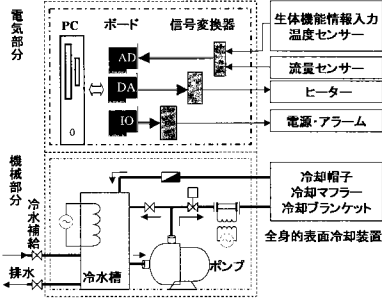 電気部分
PC
ボード
信号変換器
AD
DA
IO
0
生体機能情報入力
温度センサー
流量センサー
ヒーター
電源・アラーム
機械部分
冷水補給
排水
冷水槽
ポンプ
冷却帽子
冷却マフラー
冷却ブランケット
全身的表面冷却装置